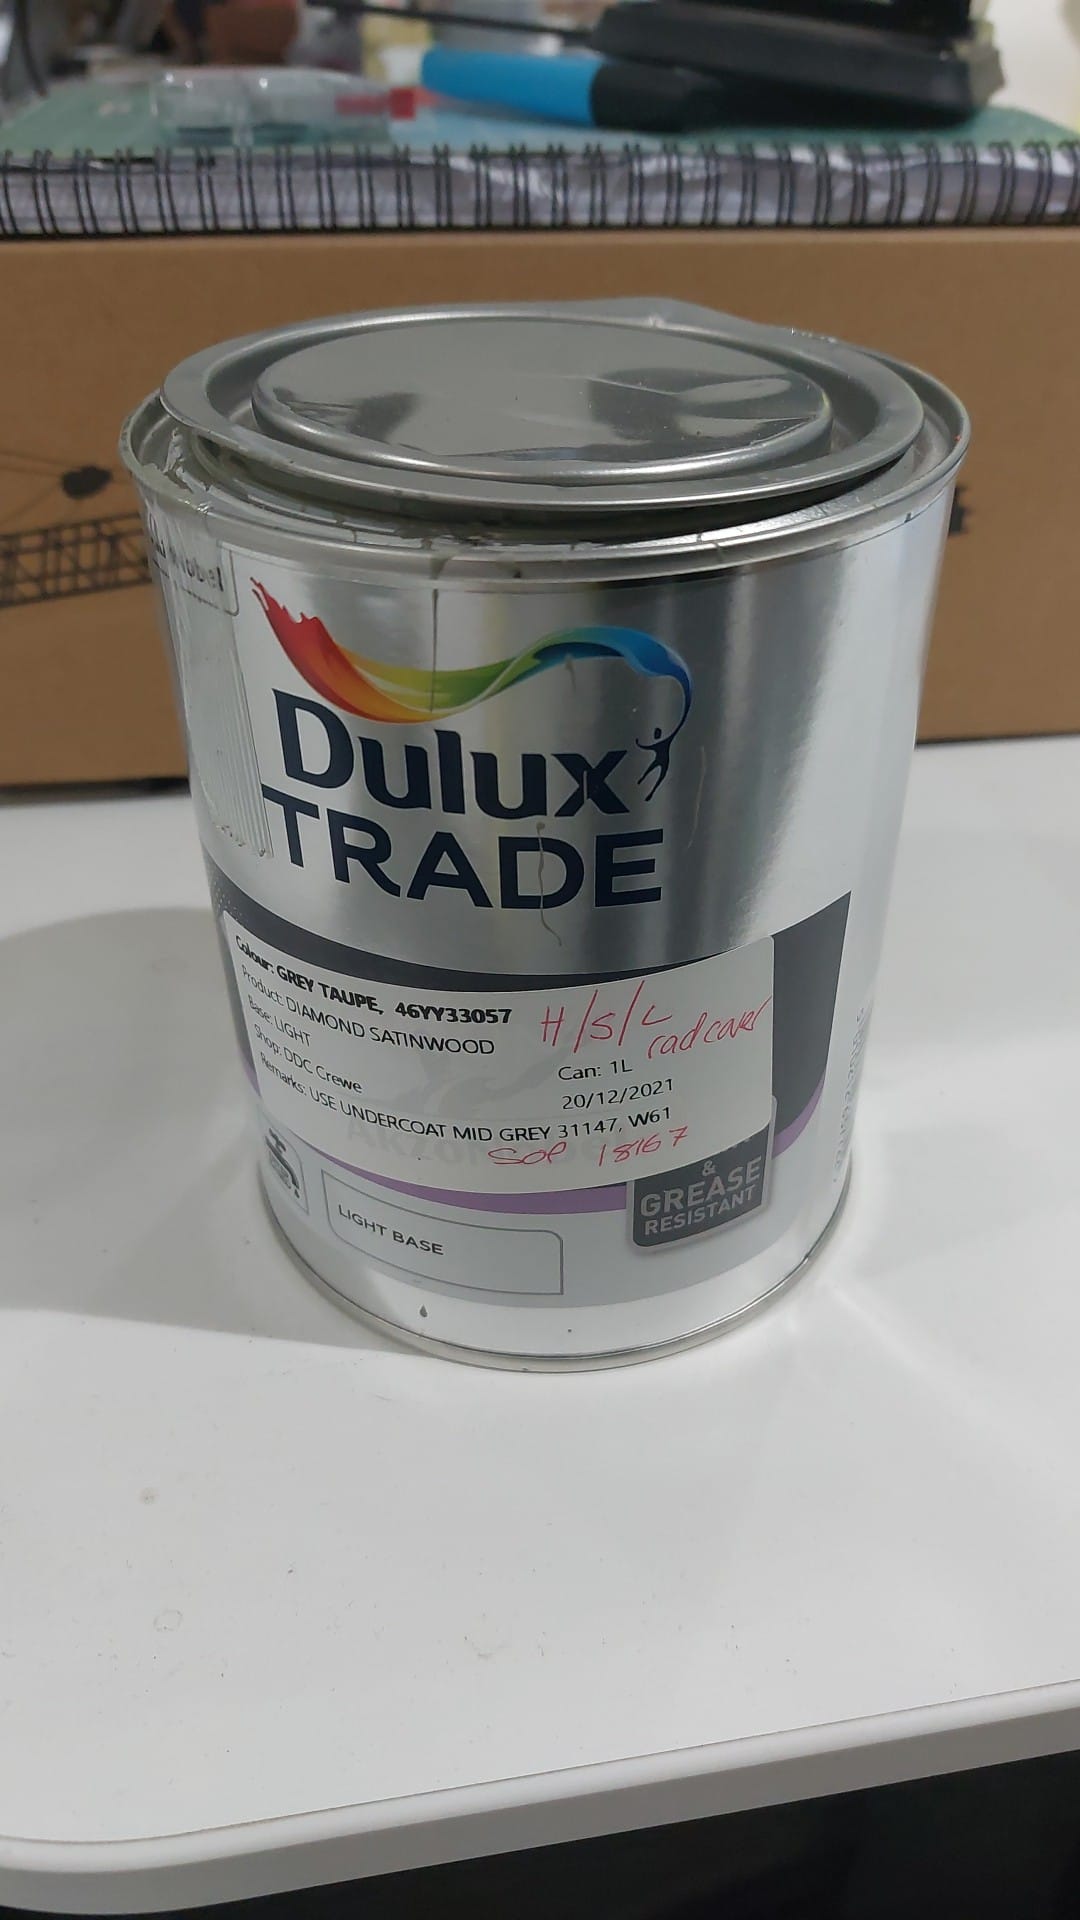 Dulux
TRADE
Colour: GREY TAUPE, 46YY33057
Product: DIAMOND SATINWOOD
Base: LIGHT
Shop: DDC Crewe
Remarks: USE UNDERCOAT MID GREY 31147, W61
H/S/L
rad cover
Can: 1L
20/12/2021
SOP 18167
&
GREASE
RESISTANT
LIGHT BASE